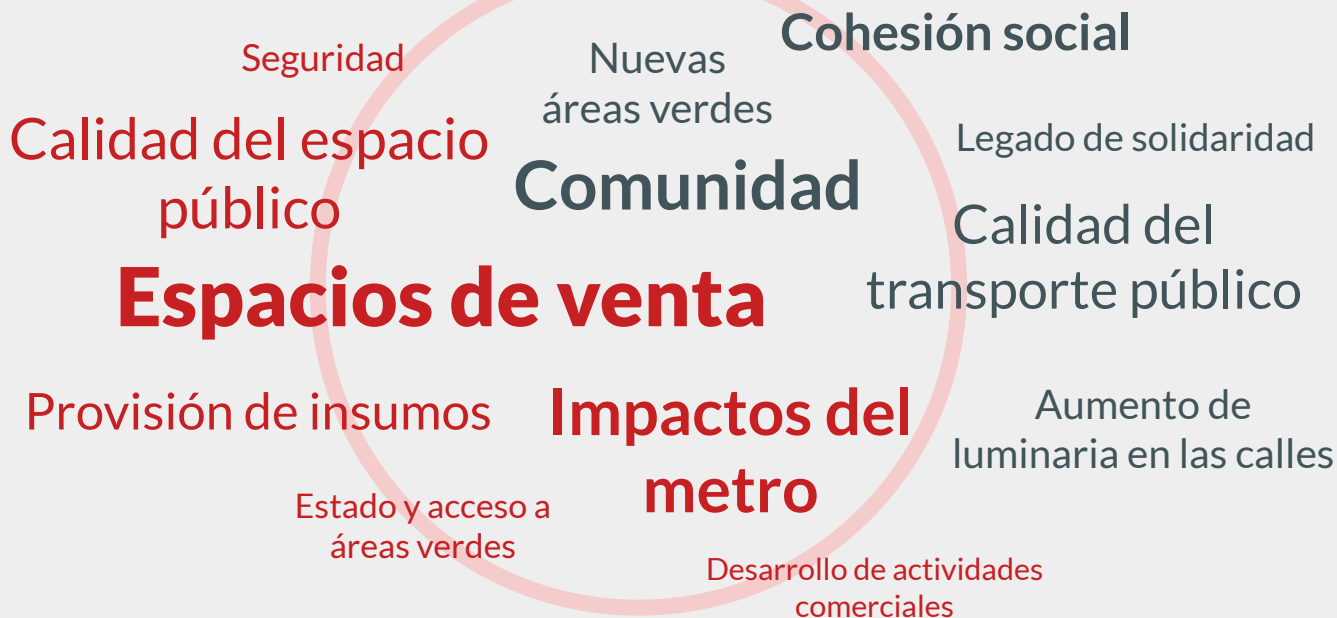 Cohesión social
Seguridad
Nuevas
áreas verdes
Calidad del espacio
público
Legado de solidaridad
Comunidad
Calidad del
transporte público
Espacios de venta
Provisión de insumos
Impactos del
metro
Aumento de
luminaria en las calles
Estado y acceso a
áreas verdes
Desarrollo de actividades
comerciales